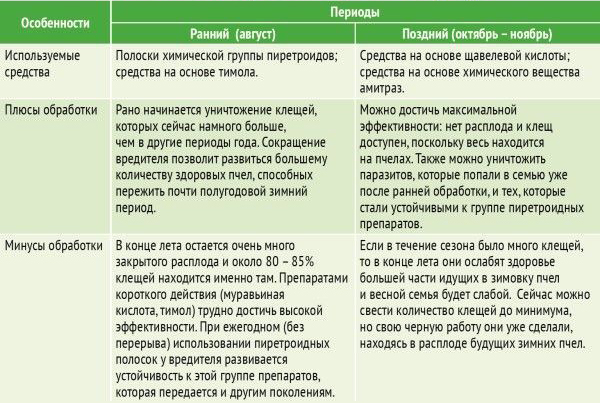 Особенности
Периоды
Ранний (август)
Поздний (октябрь – ноябрь)
Используемые
средства
Полоски химической группы пиретроидов;
средства на основе тимола.
Средства на основе щавелевой кислоты;
средства на основе химического вещества
амитраз.
Плюсы обработки
Рано начинается уничтожение клещей,
которых сейчас намного больше,
чем в другие периоды года. Сокращение
вредителя позволит развиться большему
количеству здоровых пчел, способных
пережить почти полугодовой зимний
период.
Можно достичь максимальной
эффективности: нет расплода и клещ
доступен, поскольку весь находится
на пчелах. Также можно уничтожить
паразитов, которые попали в семью уже
после ранней обработки, и тех, которые
стали устойчивыми к группе пиретроидных
препаратов.
Минусы обработки
В конце лета остается очень много
закрытого расплода и около 80 – 85%
клещей находится именно там. Препаратами
короткого действия (муравьиная
кислота, тимол) трудно достичь высокой
эффективности. При ежегодном (без
перерыва) использовании пиретроидных
полосок у вредителя развивается
устойчивость к этой группе препаратов,
которая передается и другим поколениям.
Если в течение сезона было много клещей,
то в конце лета они ослабят здоровье
большей части идущих в зимовку пчел
и весной семья будет слабой. Сейчас можно
свести количество клещей до минимума,
но свою черную работу они уже сделали,
находясь в расплоде будущих зимних пчел.